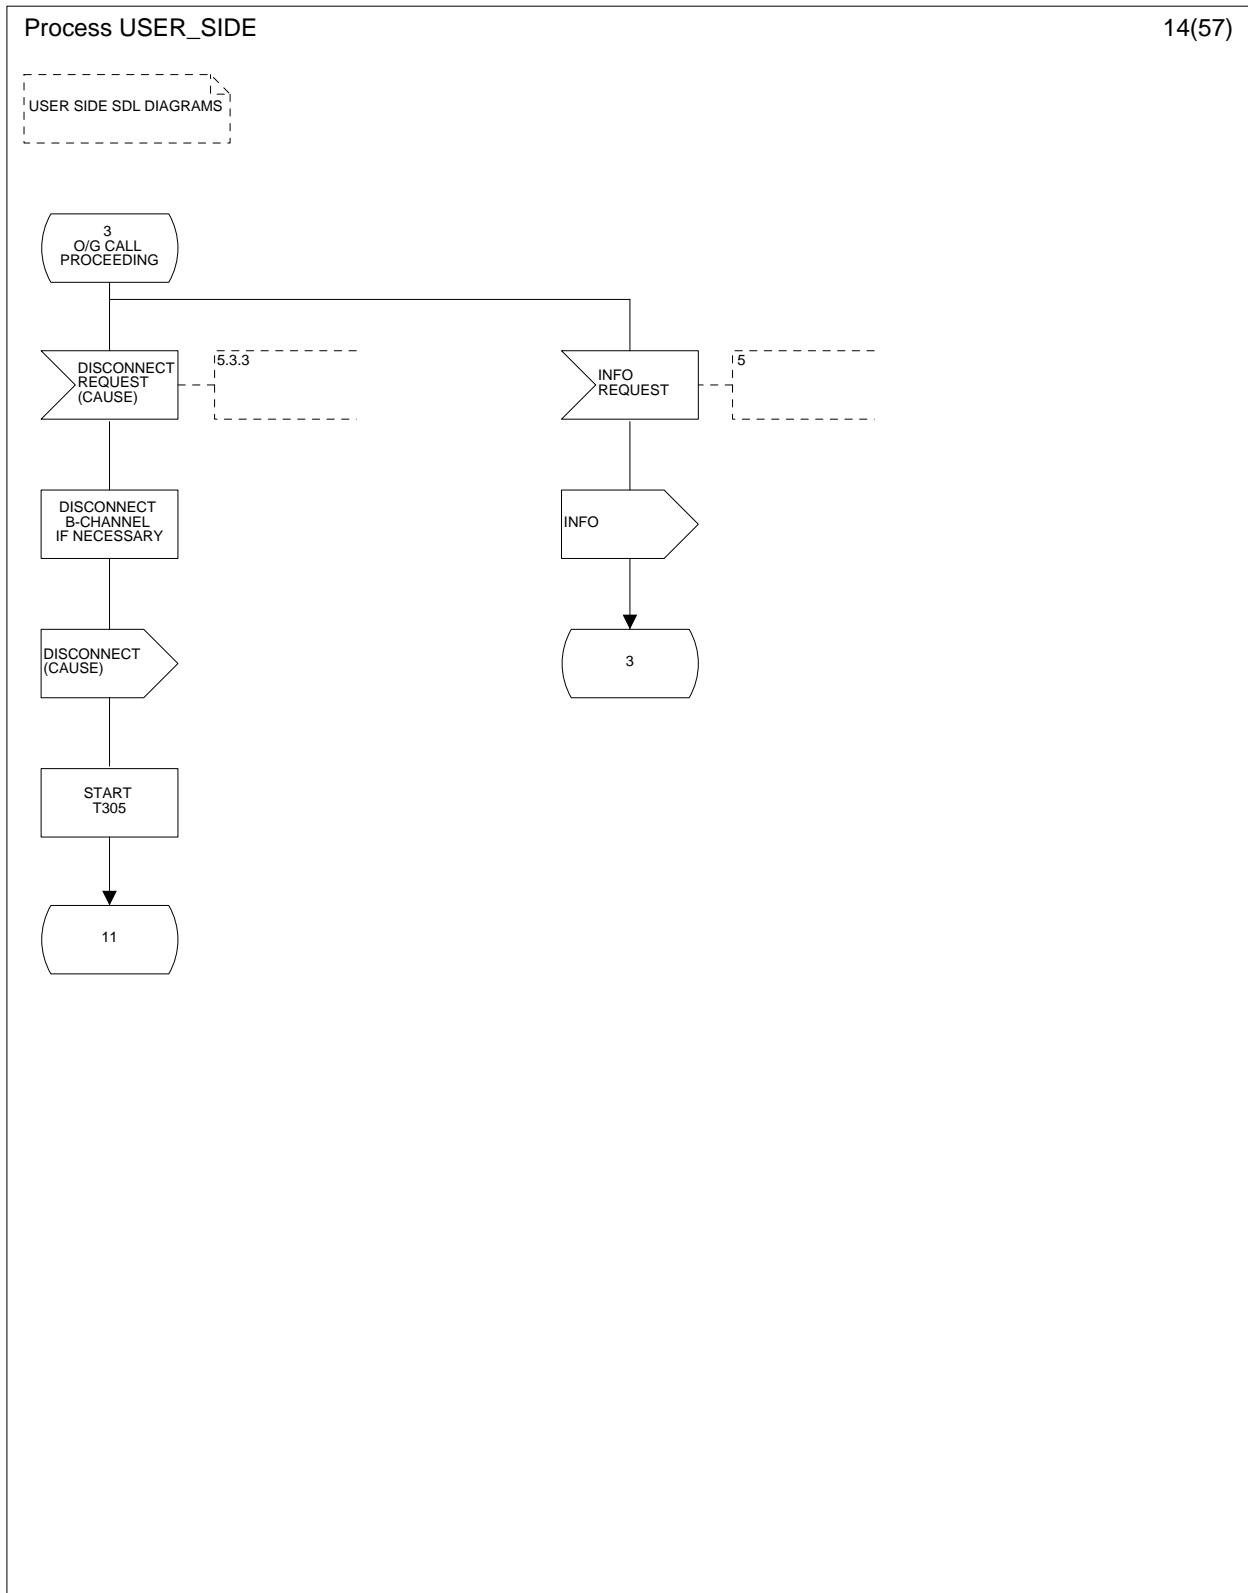 Process USER_SIDE
14(57)
USER SIDE SDL DIAGRAMS
3
O/G CALL
PROCEEDING
DISCONNECT
REQUEST
(CAUSE)
5.3.3
INFO
REQUEST
5
DISCONNECT
B-CHANNEL
IF NECESSARY
INFO
DISCONNECT
(CAUSE)
3
START
T305
11